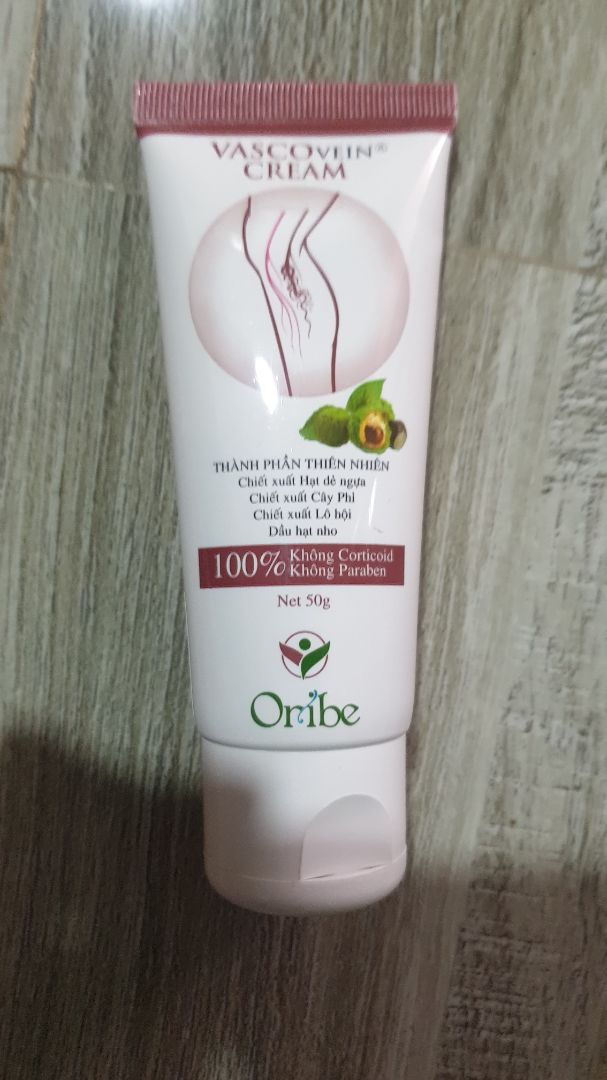 VASCOVEIN®
CREAM
THÀNH PHẦN THIÊN NHIÊN
Chiết xuất Hạt dẻ ngựa
Chiết xuất Cây Phỉ
Chiết xuất Lô hội
Dầu hạt nho
100% Không Corticoid
Không Paraben
Net 50g
Oribe